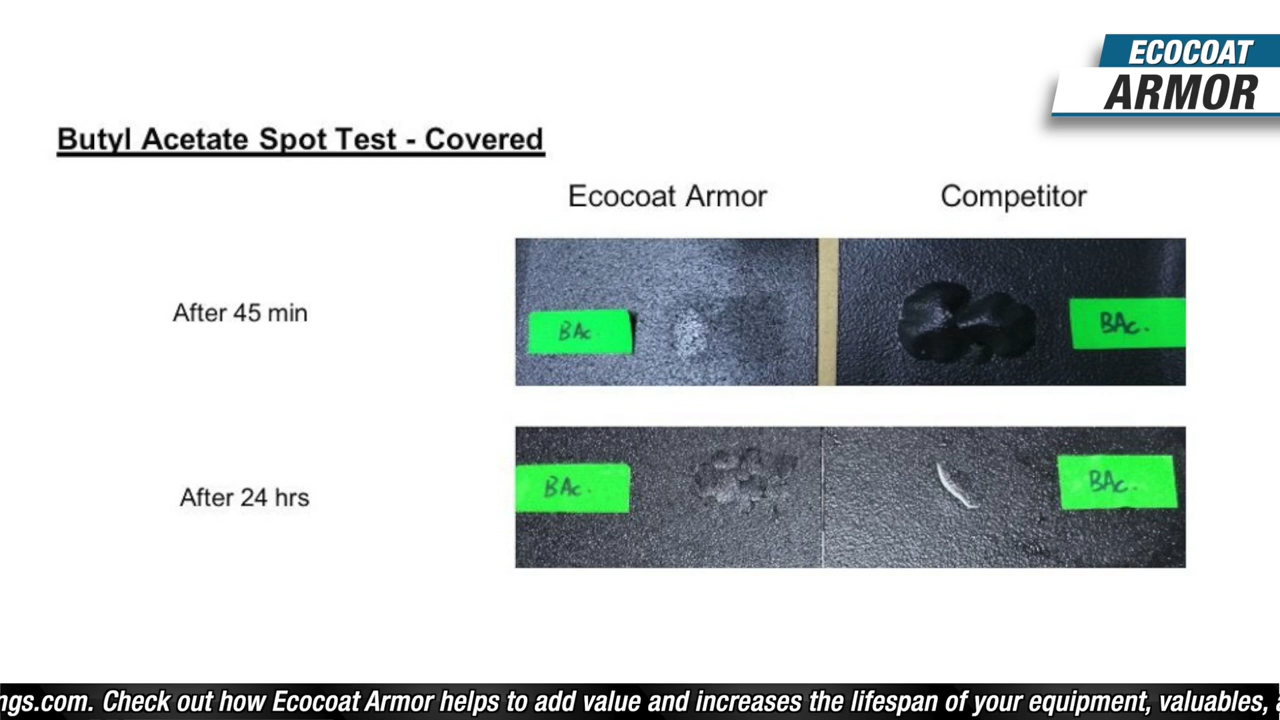 ECOCOAT
ARMOR
Butyl Acetate Spot Test - Covered
Ecocoat Armor
Competitor
After 45 min
BAc.
BAc.
After 24 hrs
BAc.
BAc.
ngs.com. Check out how Ecocoat Armor helps to add value and increases the lifespan of your equipment, valuables,